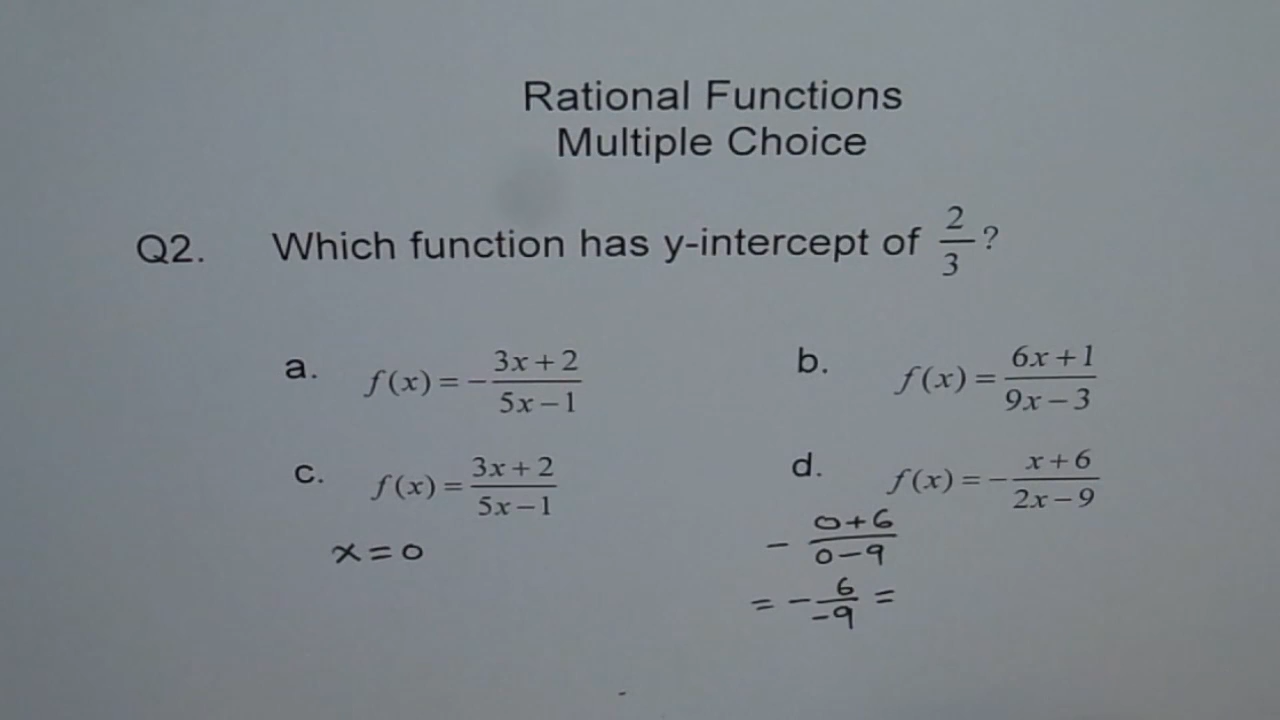 Rational Functions
Multiple Choice
Q2. Which function has y-intercept of 2/3?
a. f(x) = -(3x+2)/(5x-1)
b. f(x) = (6x+1)/(9x-3)
c. f(x) = (3x+2)/(5x-1)
d. f(x) = -(x+6)/(2x-9)
x=0
- (0+6)/(0-9)
= - 6/-9 =